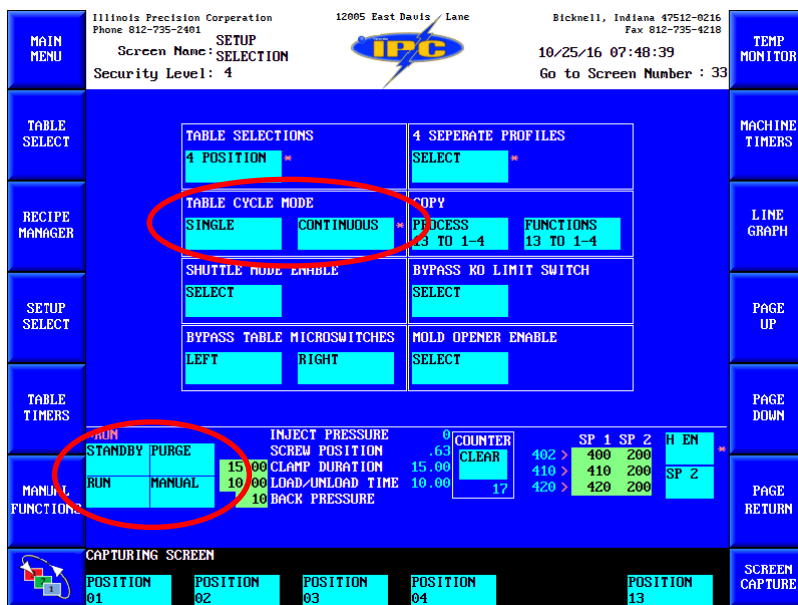 Illinois Precision Corperation
12005 East Davis Lane
Bicknell, Indiana 47512-0216
Phone 812-735-2401
Fax 812-735-4218
Screen Name: SETUP SELECTION
IPC
10/25/16 07:48:39
Security Level: 4
Go to Screen Number : 33
MAIN MENU
TABLE SELECT
RECIPE MANAGER
SETUP SELECT
TABLE TIMERS
MANUAL FUNCTIONS
TEMP MONITOR
MACHINE TIMERS
LINE GRAPH
PAGE UP
PAGE DOWN
PAGE RETURN
SCREEN CAPTURE
TABLE SELECTIONS
4 POSITION *
4 SEPERATE PROFILES
SELECT *
TABLE CYCLE MODE
SINGLE CONTINUOUS *
COPY
PROCESS 13 TO 1-4
FUNCTIONS 13 TO 1-4
SHUTTLE MODE ENABLE
SELECT
BYPASS KO LIMIT SWITCH
SELECT
BYPASS TABLE MICROSWITCHES
LEFT RIGHT
MOLD OPENER ENABLE
SELECT
RUN
STANDBY PURGE
RUN MANUAL
INJECT PRESSURE 0
SCREW POSITION .63
15.00 CLAMP DURATION 15.00
10.00 LOAD/UNLOAD TIME 10.00
10 BACK PRESSURE
COUNTER
CLEAR
17
SP 1 SP 2
402 > 400 200
410 > 410 200
420 > 420 200
H EN *
SP 2
CAPTURING SCREEN
POSITION 01
POSITION 02
POSITION 03
POSITION 04
POSITION 13